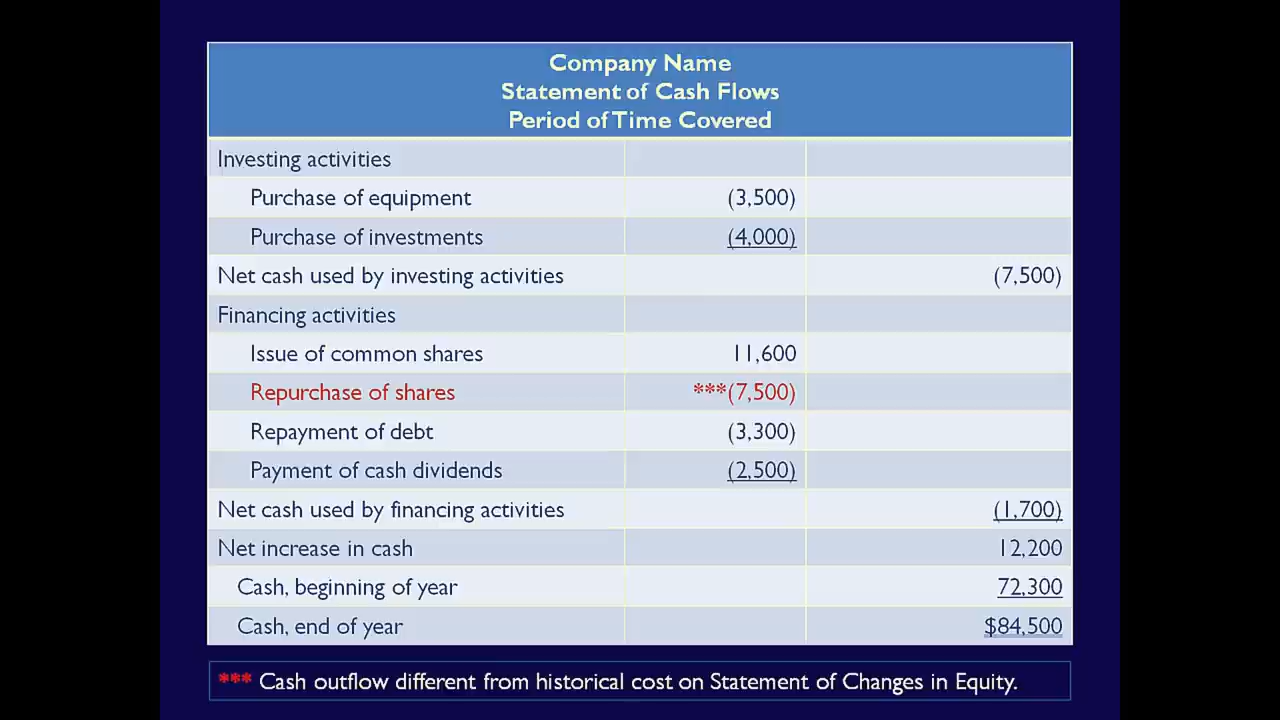 Company Name
Statement of Cash Flows
Period of Time Covered
Investing activities
Purchase of equipment (3,500)
Purchase of investments (4,000)
Net cash used by investing activities (7,500)
Financing activities
Issue of common shares 11,600
Repurchase of shares ***(7,500)
Repayment of debt (3,300)
Payment of cash dividends (2,500)
Net cash used by financing activities (1,700)
Net increase in cash 12,200
Cash, beginning of year 72,300
Cash, end of year $84,500
*** Cash outflow different from historical cost on Statement of Changes in Equity.